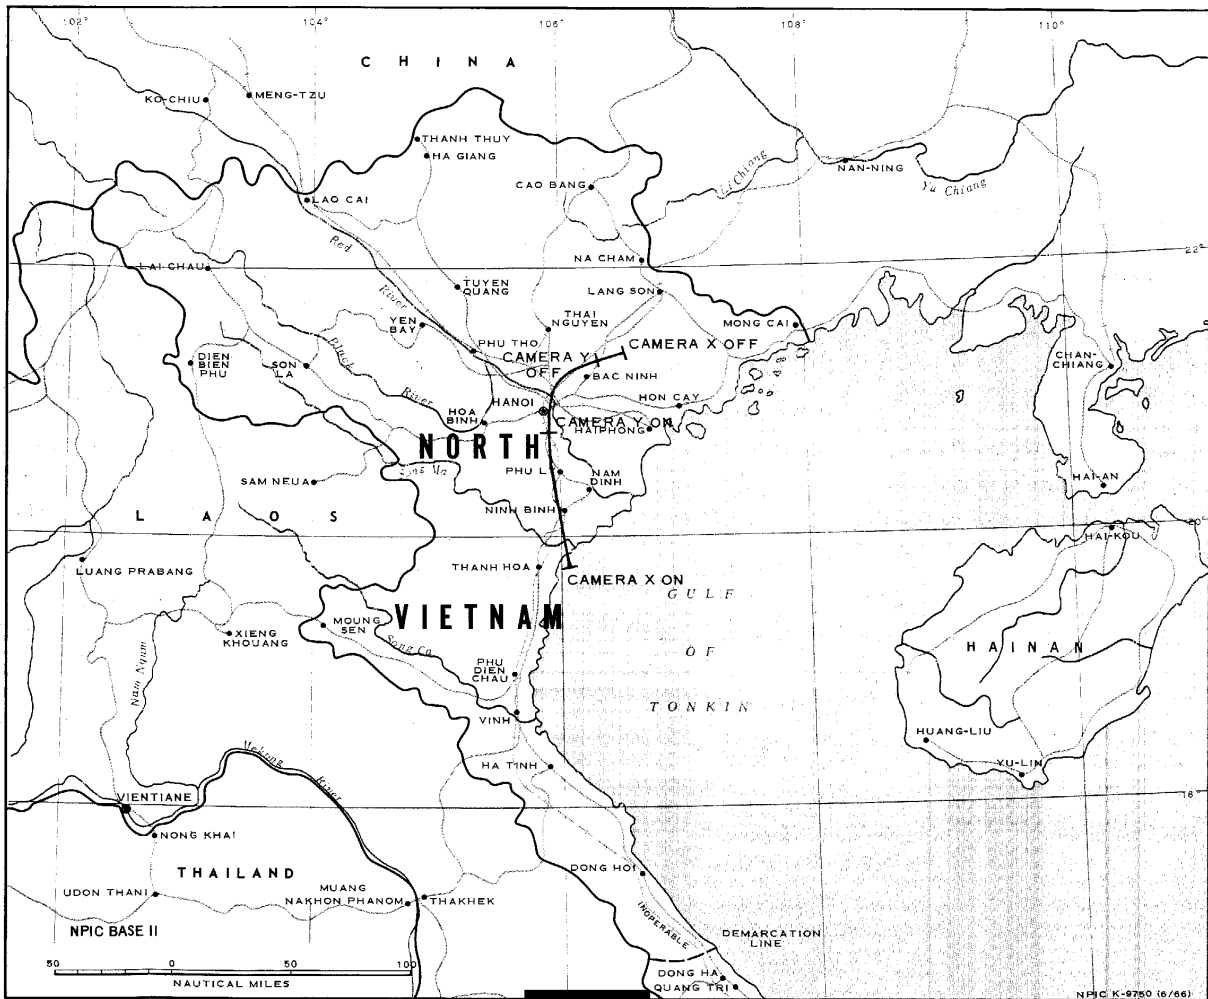 102°
104°
106°
108°
110°
CHINA
KO-CHIU
MENG-TZU
THANH THUY
HA GIANG
CAO BANG
Li Chiang
NAN-NING
Yu Chiang
LAO CAI
Red
River
NA CHAM
22°
LAI CHAU
TUYEN
QUANG
LANG SON
THAI
NGUYEN
YEN
BAY
MONG CAI
PHU THO
CAMERA X OFF
CAMERA Y
OFF
DIEN
BIEN
PHU
SON
LA
Black
River
BAC NINH
CHAN-
CHIANG
HANOI
HON CAY
HOA
BINH
CAMERA Y ON
HAIPHONG
NORTH
Song Ma
PHU L
NAM
DINH
SAM NEUA
HAI-AN
NINH BINH
LAOS
20°
HAI-KOU
LUANG PRABANG
THANH HOA
CAMERA X ON
GULF
OF
TONKIN
VIETNAM
MOUNG
SEN
XIENG
KHOUANG
Song Ca
HAINAN
Nam Ngum
PHU
DIEN
CHAU
VINH
HUANG-LIU
Mekong
River
HA TINH
YU-LIN
VIENTIANE
18°
NONG KHAI
THAILAND
DONG HOI
UDON THANI
MUANG
NAKHON PHANOM
THAKHEK
INOPERABLE
NPIC BASE II
DEMARCATION
LINE
50 0 50 100
NAUTICAL MILES
DONG HA
QUANG TRI
NPIC K-9750 (6/66)